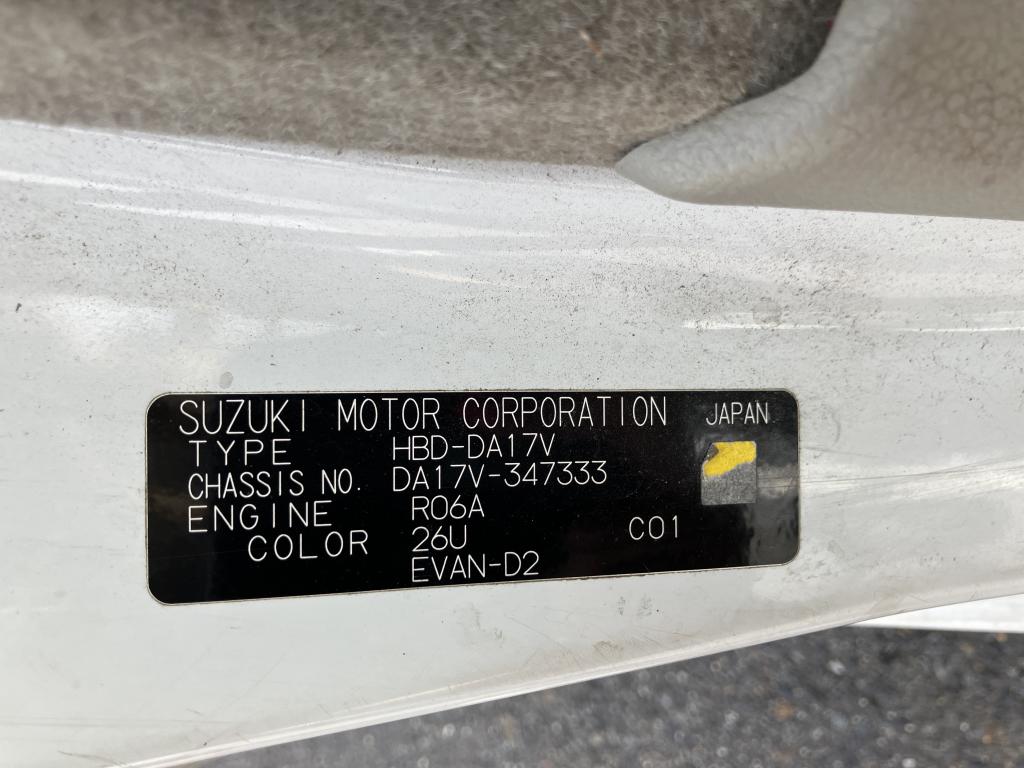 SUZUKI MOTOR CORPORATION JAPAN
TYPE HBD-DA17V
CHASSIS NO. DA17V-347333
ENGINE R06A
COLOR 26U C01
EVAN-D2